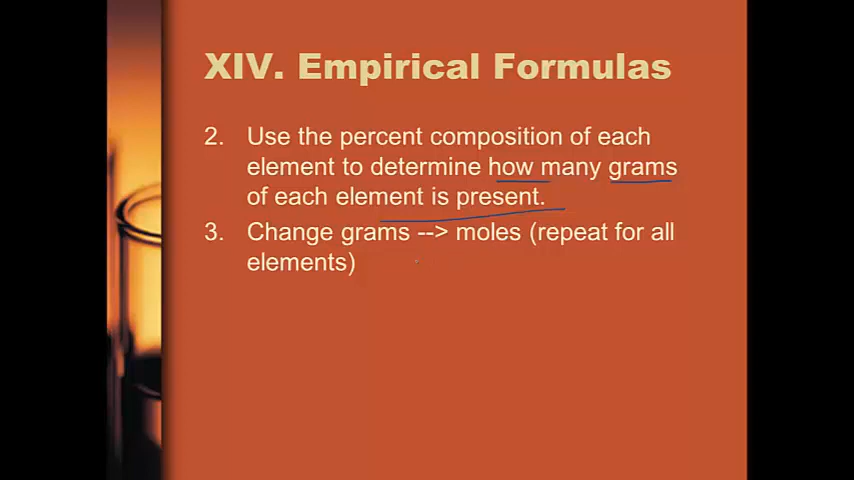 XIV. Empirical Formulas
2. Use the percent composition of each
element to determine how many grams
of each element is present.
3. Change grams --> moles (repeat for all
elements)